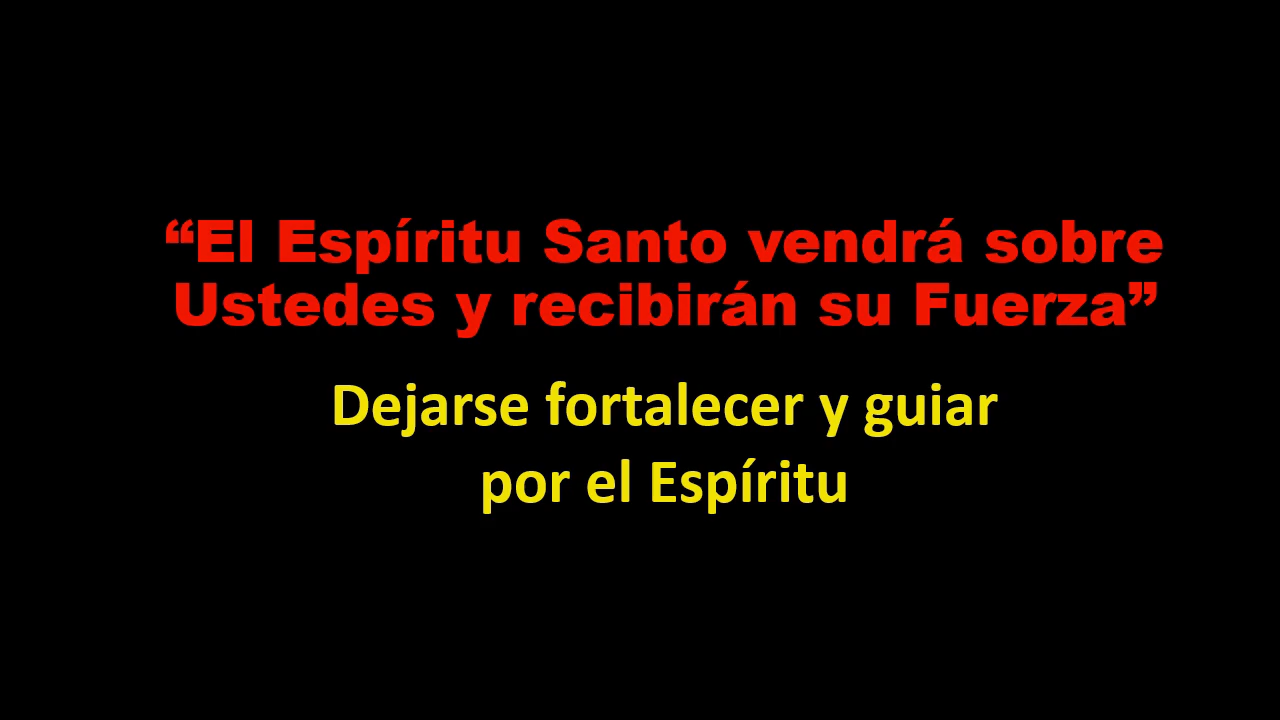 “El Espíritu Santo vendrá sobre
Ustedes y recibirán su Fuerza”
Dejarse fortalecer y guiar
por el Espíritu